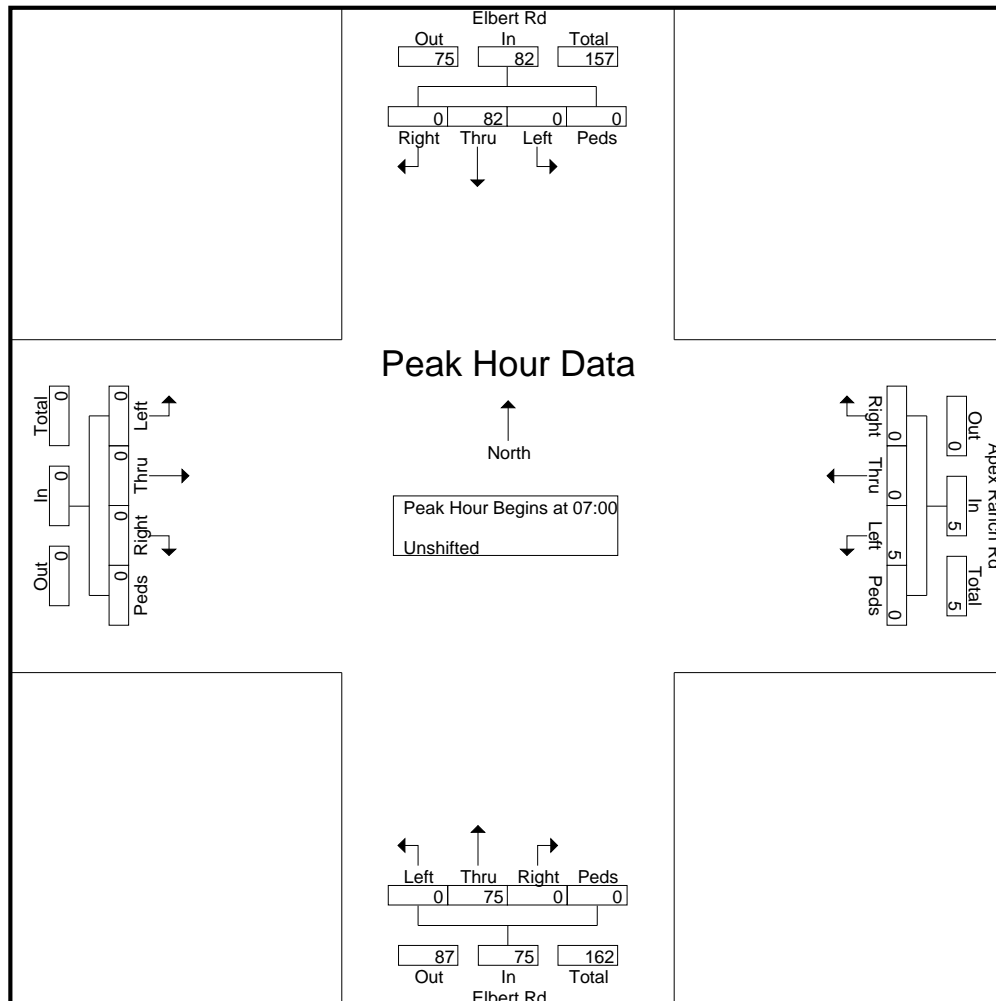 Elbert Rd
Out In Total
75 82 157
0 82 0 0
Right Thru Left Peds
Peak Hour Data
North
Peak Hour Begins at 07:00
Unshifted
Total In Out
0 0 0
0 0 0 0
Left Thru Right Peds
Right Thru Left Peds
0 0 5 0
Out In Total
0 5 5
Apex Ranch Rd
Left Thru Right Peds
0 75 0 0
87 75 162
Out In Total
Elbert Rd